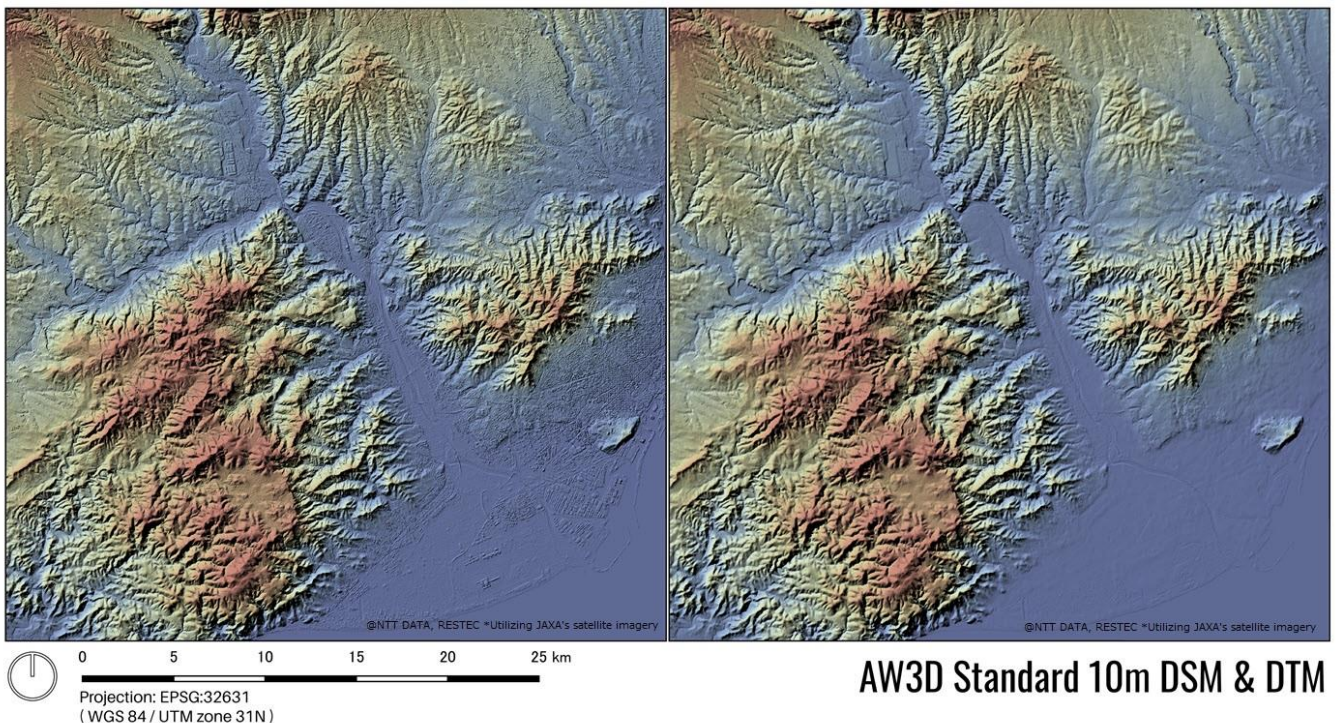 @NTT DATA, RESTEC *Utilizing JAXA's satellite imagery
@NTT DATA, RESTEC *Utilizing JAXA's satellite imagery
0 5 10 15 20 25 km
Projection: EPSG:32631
( WGS 84 / UTM zone 31N )
AW3D Standard 10m DSM & DTM